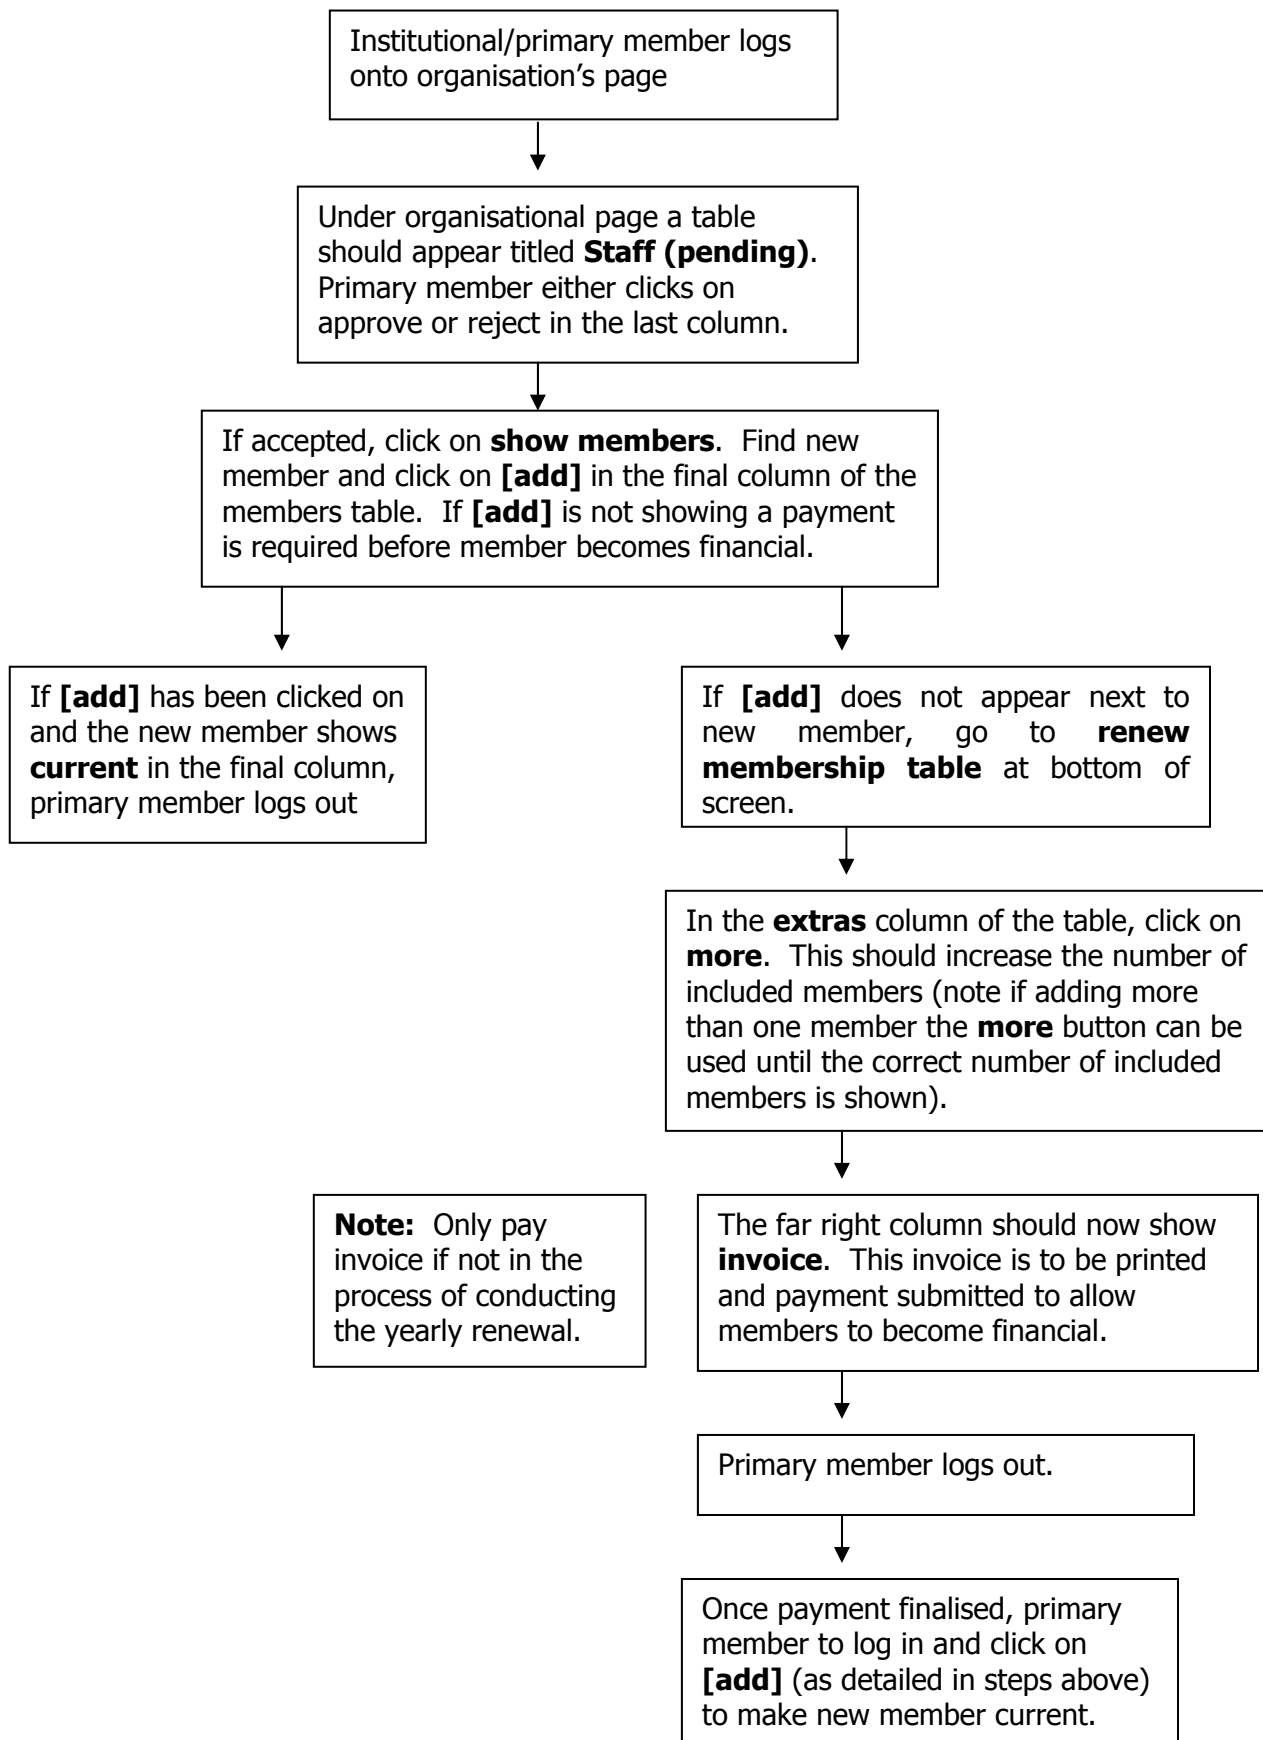 Institutional/primary member logs
onto organisation’s page
Under organisational page a table
should appear titled Staff (pending).
Primary member either clicks on
approve or reject in the last column.
If accepted, click on show members.  Find new
member and click on [add] in the final column of the
members table.  If [add] is not showing a payment
is required before member becomes financial.
If [add] has been clicked on
and the new member shows
current in the final column,
primary member logs out
If [add] does not appear next to
new member, go to renew
membership table at bottom of
screen.
In the extras column of the table, click on
more.  This should increase the number of
included members (note if adding more
than one member the more button can be
used until the correct number of included
members is shown).
Note:  Only pay
invoice if not in the
process of conducting
the yearly renewal.
The far right column should now show
invoice.  This invoice is to be printed
and payment submitted to allow
members to become financial.
Primary member logs out.
Once payment finalised, primary
member to log in and click on
[add] (as detailed in steps above)
to make new member current.